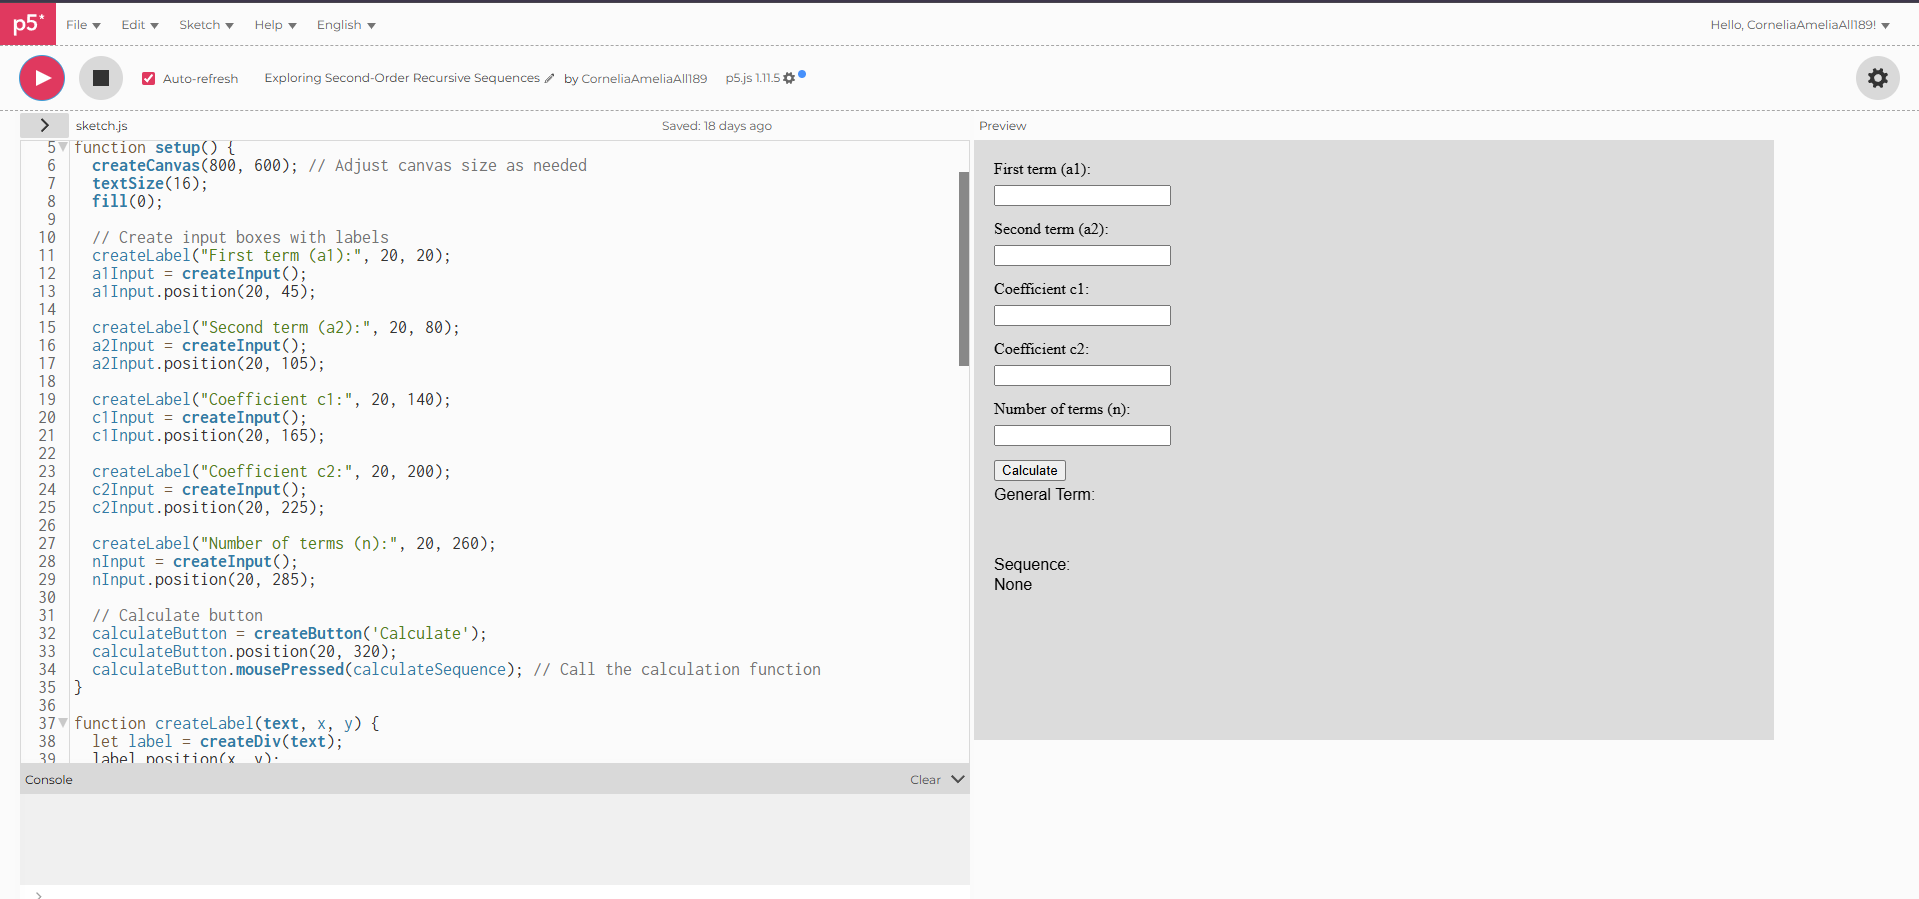 p5*
File Edit Sketch Help English
Hello, CorneliaAmeliaAll189!
Auto-refresh Exploring Second-Order Recursive Sequences by CorneliaAmeliaAll189 p5.js 1.11.5
sketch.js Saved: 18 days ago
5 function setup() {
6 createCanvas(800, 600); // Adjust canvas size as needed
7 textSize(16);
8 fill(0);
9
10 // Create input boxes with labels
11 createLabel("First term (a1):", 20, 20);
12 a1Input = createInput();
13 a1Input.position(20, 45);
14
15 createLabel("Second term (a2):", 20, 80);
16 a2Input = createInput();
17 a2Input.position(20, 105);
18
19 createLabel("Coefficient c1:", 20, 140);
20 c1Input = createInput();
21 c1Input.position(20, 165);
22
23 createLabel("Coefficient c2:", 20, 200);
24 c2Input = createInput();
25 c2Input.position(20, 225);
26
27 createLabel("Number of terms (n):", 20, 260);
28 nInput = createInput();
29 nInput.position(20, 285);
30
31 // Calculate button
32 calculateButton = createButton('Calculate');
33 calculateButton.position(20, 320);
34 calculateButton.mousePressed(calculateSequence); // Call the calculation function
35 }
36
37 function createLabel(text, x, y) {
38 let label = createDiv(text);
39 label.position(x, y);
Console Clear
>
Preview
First term (a1):
Second term (a2):
Coefficient c1:
Coefficient c2:
Number of terms (n):
Calculate
General Term:
Sequence:
None